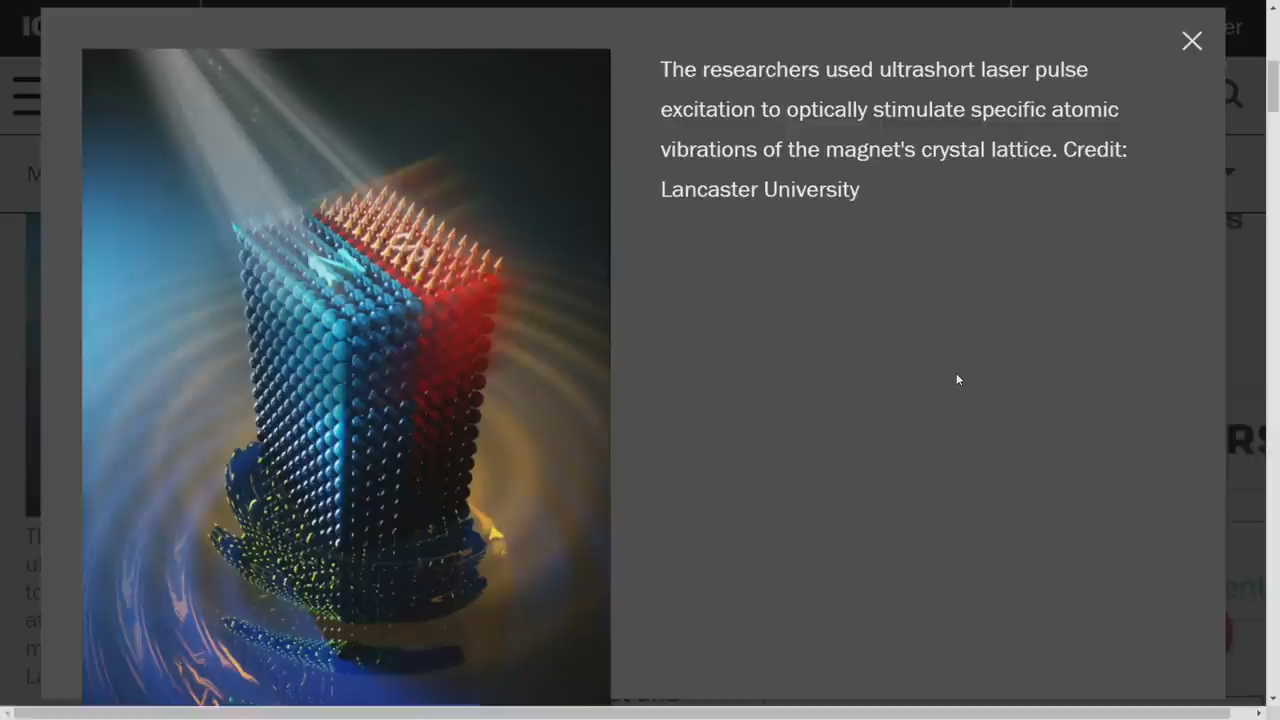 The researchers used ultrashort laser pulse
excitation to optically stimulate specific atomic
vibrations of the magnet's crystal lattice. Credit:
Lancaster University